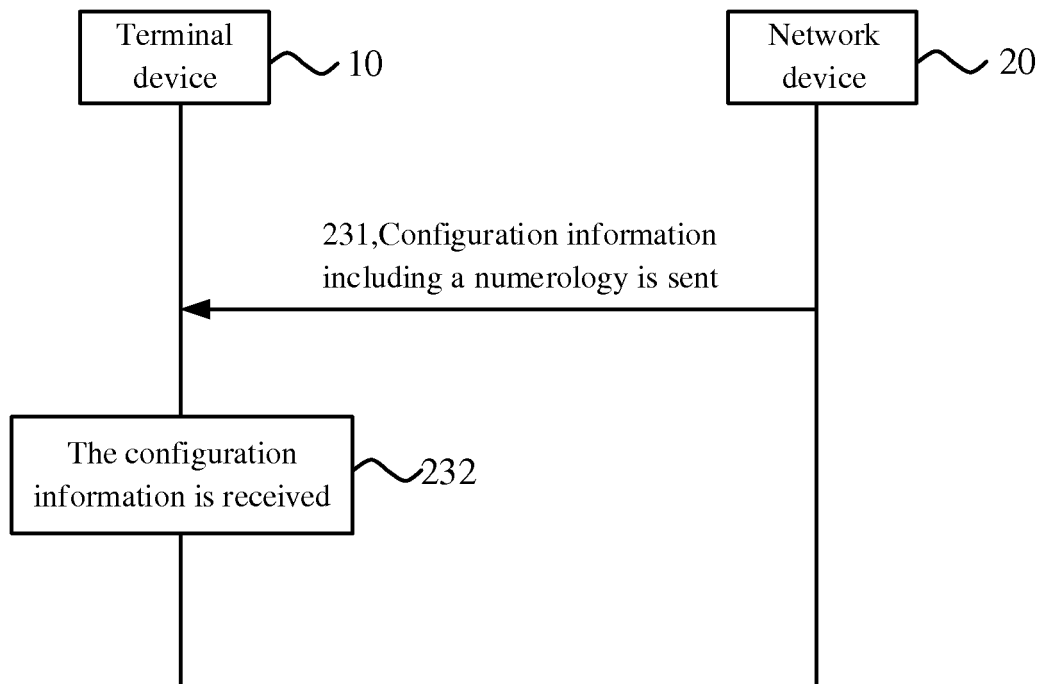 Terminal
device
10
Network
device
20
231,Configuration information
including a numerology is sent
The configuration
information is received
232